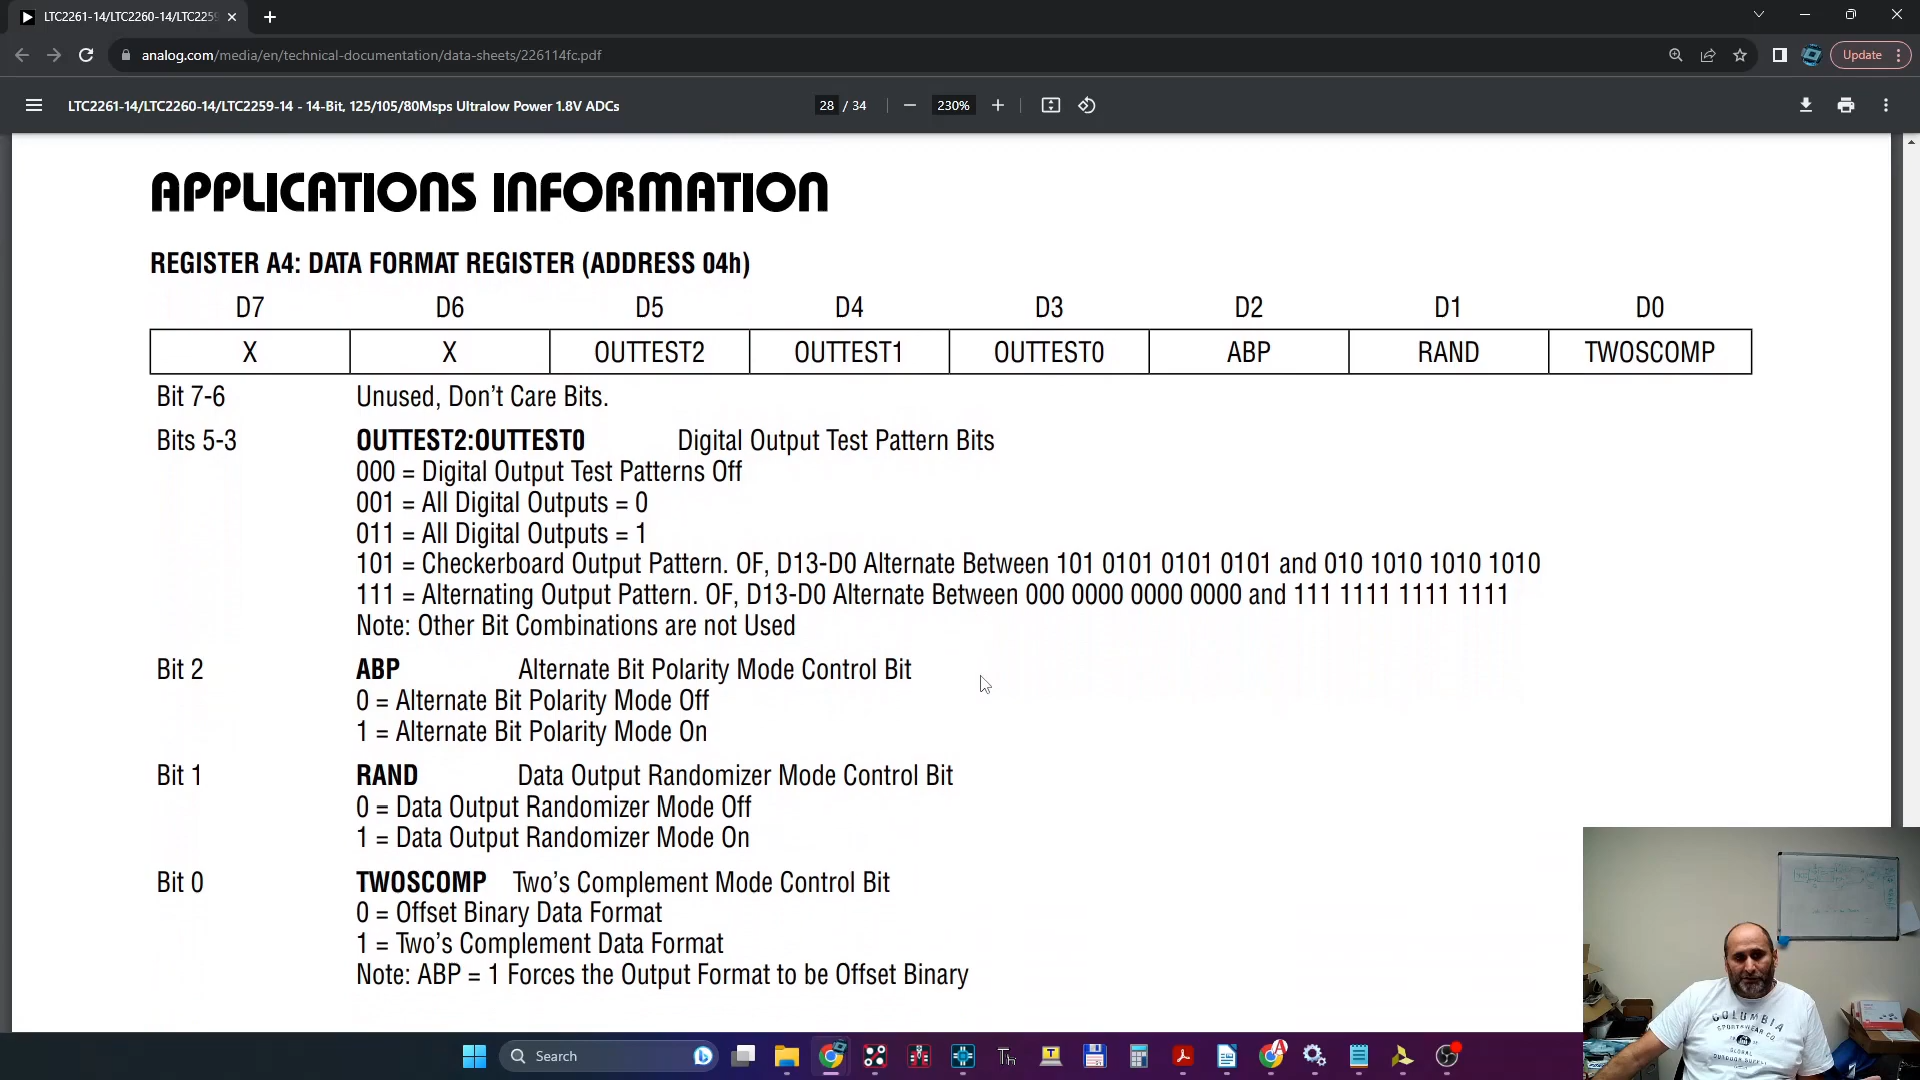 LTC2261-14/LTC2260-14/LTC2259
analog.com/media/en/technical-documentation/data-sheets/226114fc.pdf
Update
LTC2261-14/LTC2260-14/LTC2259-14 - 14-Bit, 125/105/80Msps Ultralow Power 1.8V ADCs
28 / 34
230%
APPLICATIONS INFORMATION
REGISTER A4: DATA FORMAT REGISTER (ADDRESS 04h)
D7 D6 D5 D4 D3 D2 D1 D0
X X OUTTEST2 OUTTEST1 OUTTEST0 ABP RAND TWOSCOMP
Bit 7-6 Unused, Don't Care Bits.
Bits 5-3 OUTTEST2:OUTTEST0 Digital Output Test Pattern Bits
000 = Digital Output Test Patterns Off
001 = All Digital Outputs = 0
011 = All Digital Outputs = 1
101 = Checkerboard Output Pattern. OF, D13-D0 Alternate Between 101 0101 0101 0101 and 010 1010 1010 1010
111 = Alternating Output Pattern. OF, D13-D0 Alternate Between 000 0000 0000 0000 and 111 1111 1111 1111
Note: Other Bit Combinations are not Used
Bit 2 ABP Alternate Bit Polarity Mode Control Bit
0 = Alternate Bit Polarity Mode Off
1 = Alternate Bit Polarity Mode On
Bit 1 RAND Data Output Randomizer Mode Control Bit
0 = Data Output Randomizer Mode Off
1 = Data Output Randomizer Mode On
Bit 0 TWOSCOMP Two's Complement Mode Control Bit
0 = Offset Binary Data Format
1 = Two's Complement Data Format
Note: ABP = 1 Forces the Output Format to be Offset Binary
COLUMBIA
SPORTSWEAR CO.
GLOBAL
Search